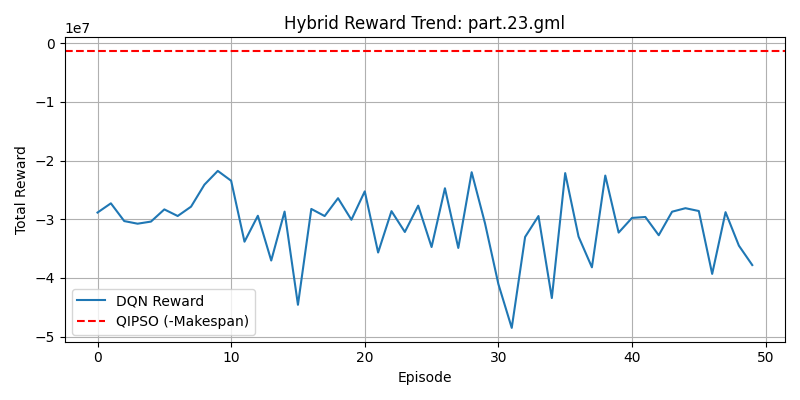 Hybrid Reward Trend: part.23.gml
1e7
0
−1
−2
−3
−4
−5
Total Reward
DQN Reward
QIPSO (-Makespan)
0 10 20 30 40 50
Episode